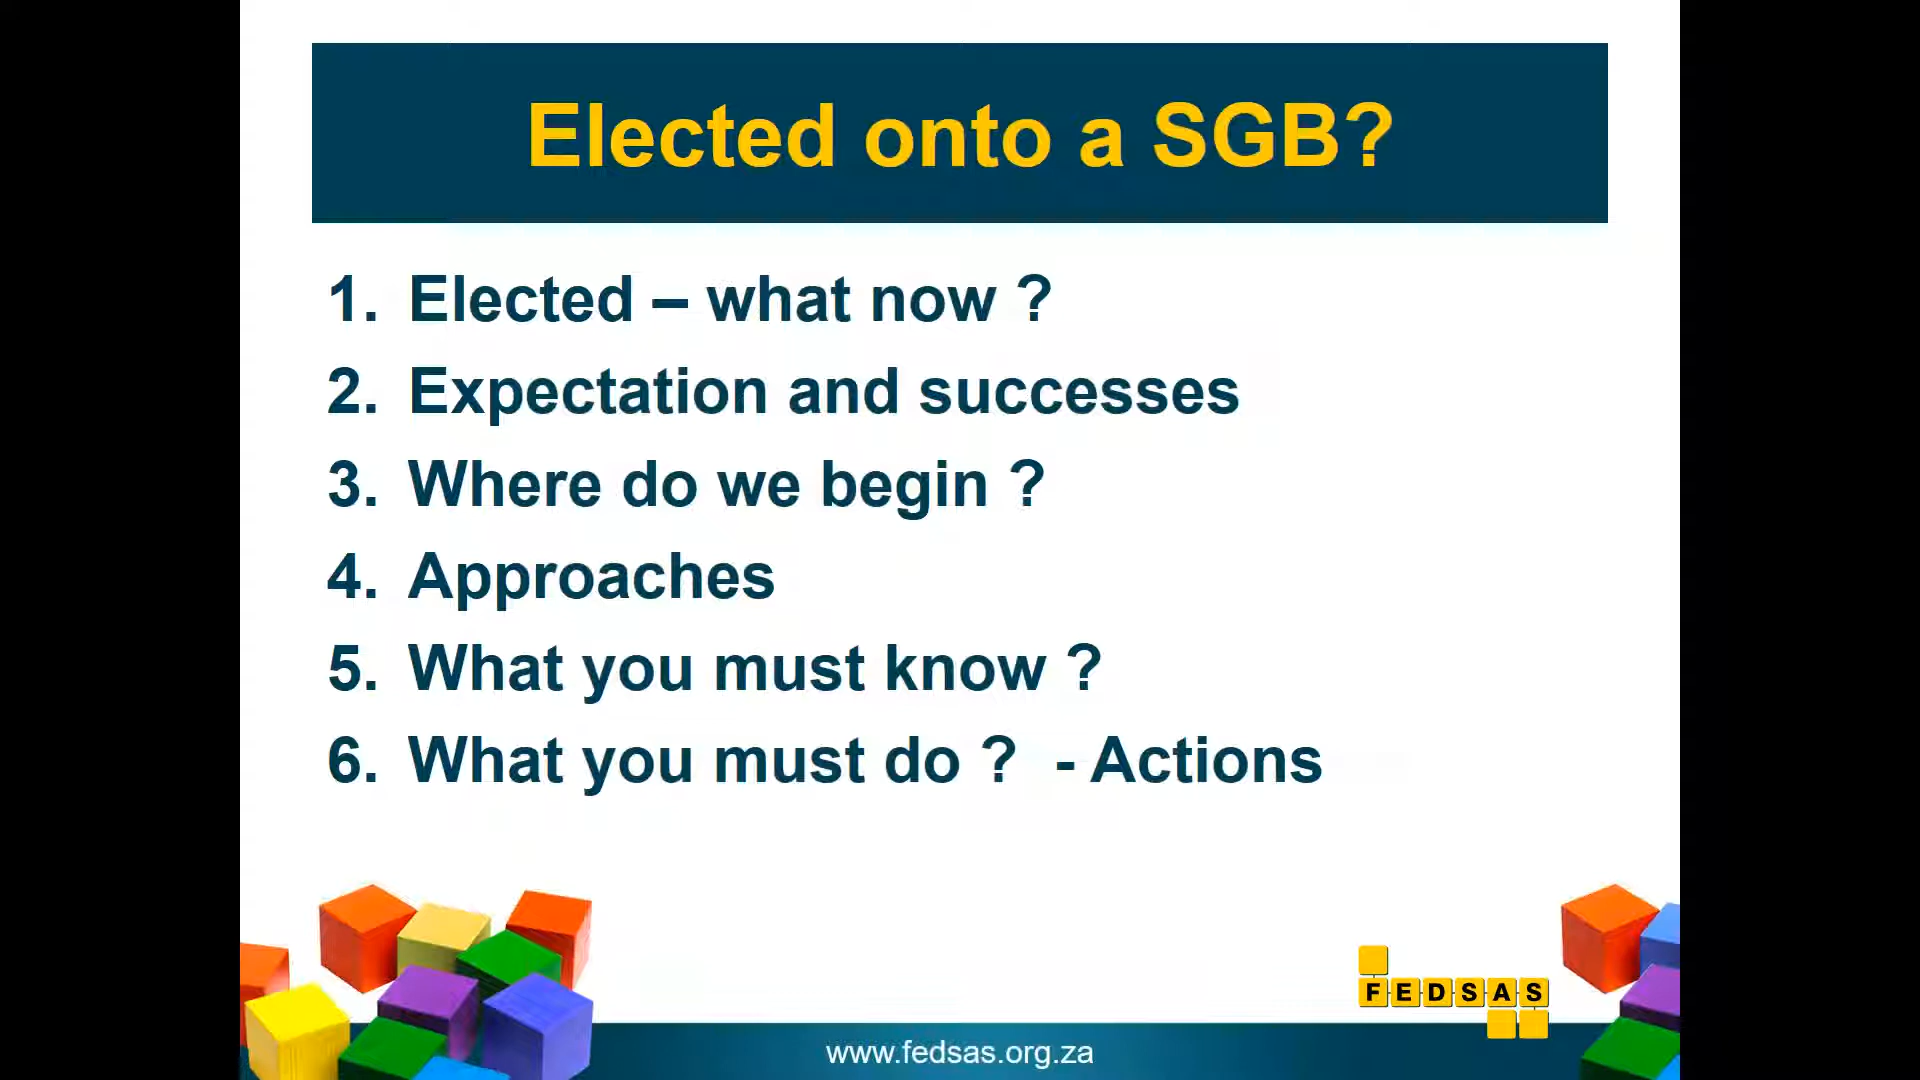 Elected onto a SGB?
1. Elected – what now ?
2. Expectation and successes
3. Where do we begin ?
4. Approaches
5. What you must know ?
6. What you must do ?  - Actions
FEDSAS
www.fedsas.org.za